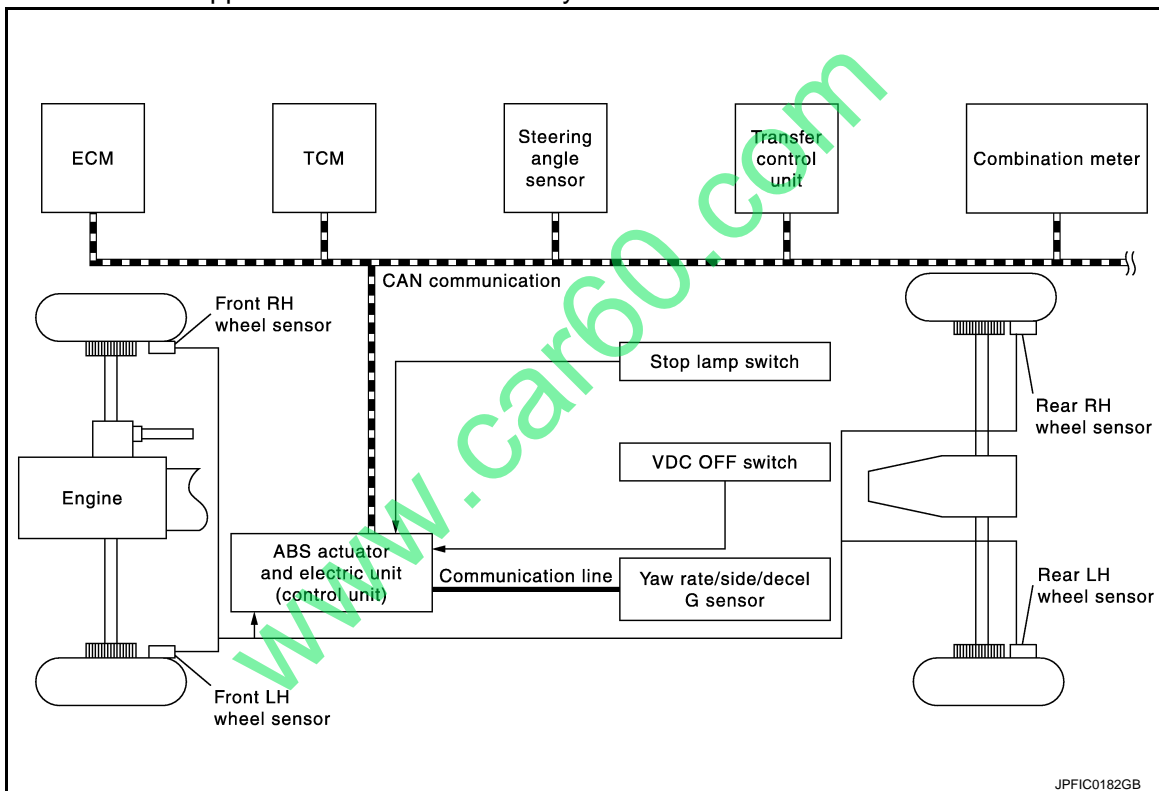 ECM
TCM
Steering
angle
sensor
Transfer
control
unit
Combination meter
CAN communication
Front RH
wheel sensor
Stop lamp switch
Rear RH
wheel sensor
VDC OFF switch
Engine
ABS actuator
and electric unit
(control unit)
Communication line
Yaw rate/side/decel
G sensor
Rear LH
wheel sensor
Front LH
wheel sensor
www.car60.com
JPFIC0182GB